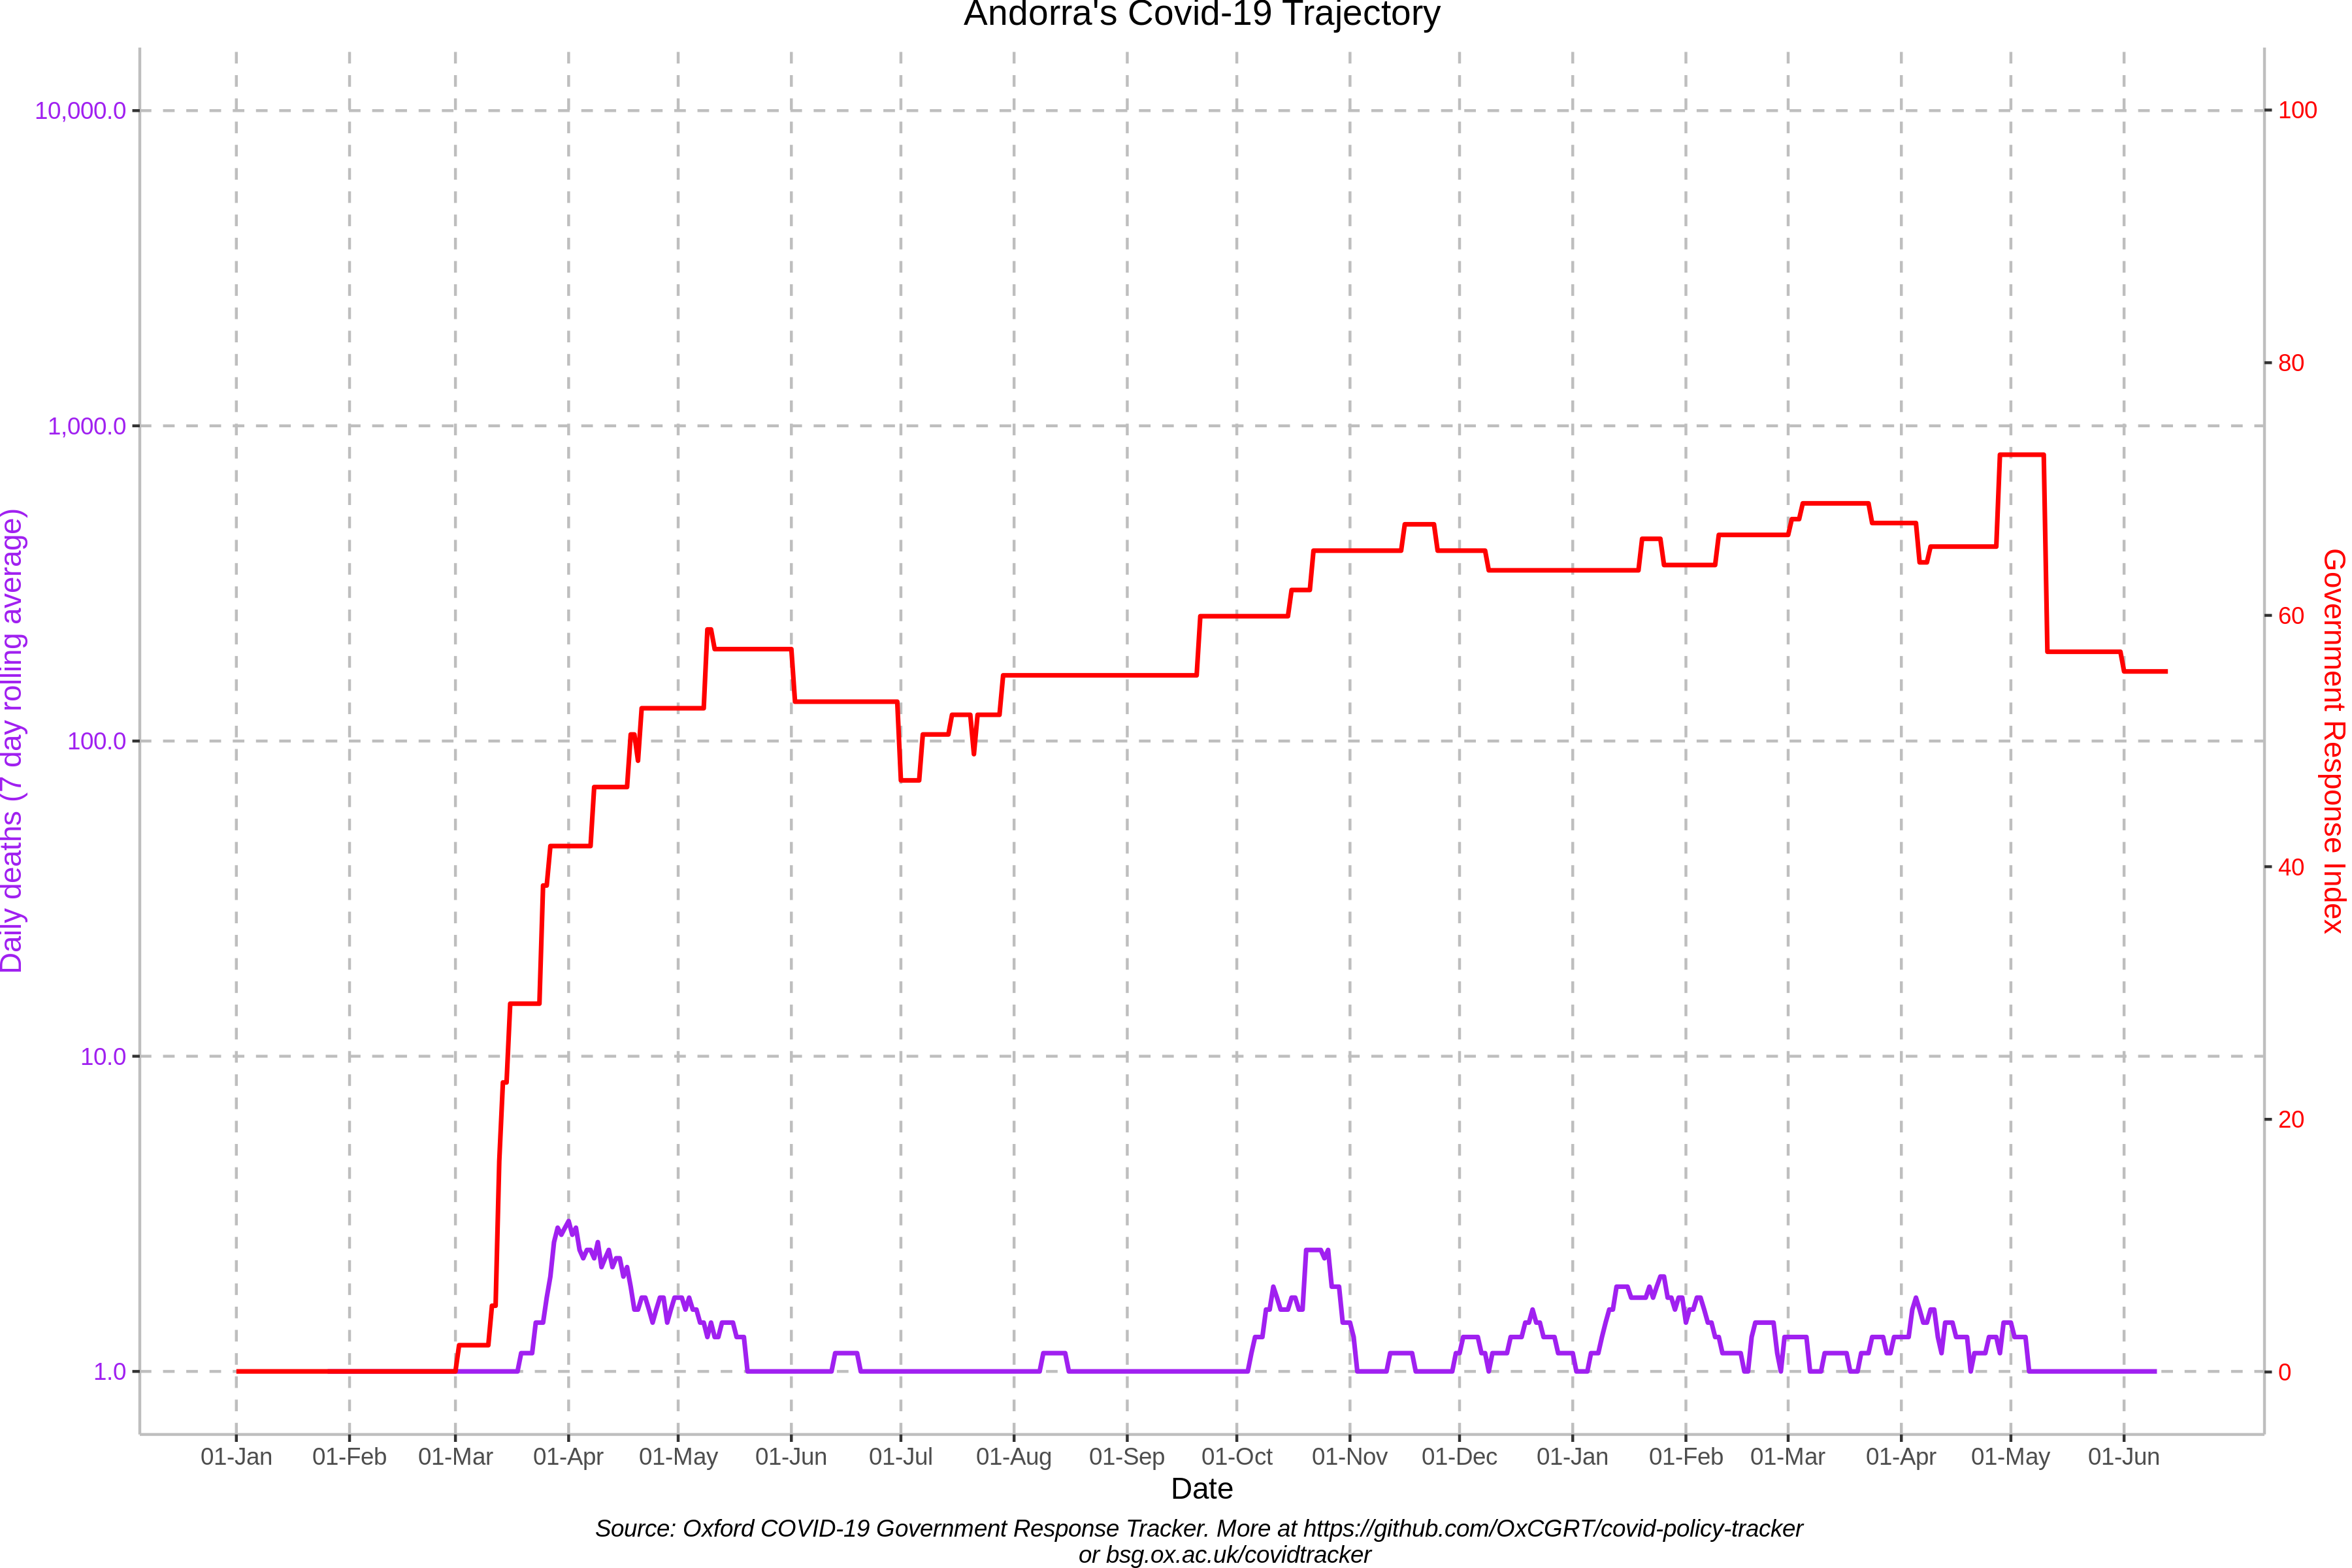 Andorra's Covid-19 Trajectory
10,000.0
1,000.0
100.0
10.0
1.0
Daily deaths (7 day rolling average)
100
80
60
40
20
0
Government Response Index
01-Jan 01-Feb 01-Mar 01-Apr 01-May 01-Jun 01-Jul 01-Aug 01-Sep 01-Oct 01-Nov 01-Dec 01-Jan 01-Feb 01-Mar 01-Apr 01-May 01-Jun
Date
Source: Oxford COVID-19 Government Response Tracker. More at https://github.com/OxCGRT/covid-policy-tracker
or bsg.ox.ac.uk/covidtracker